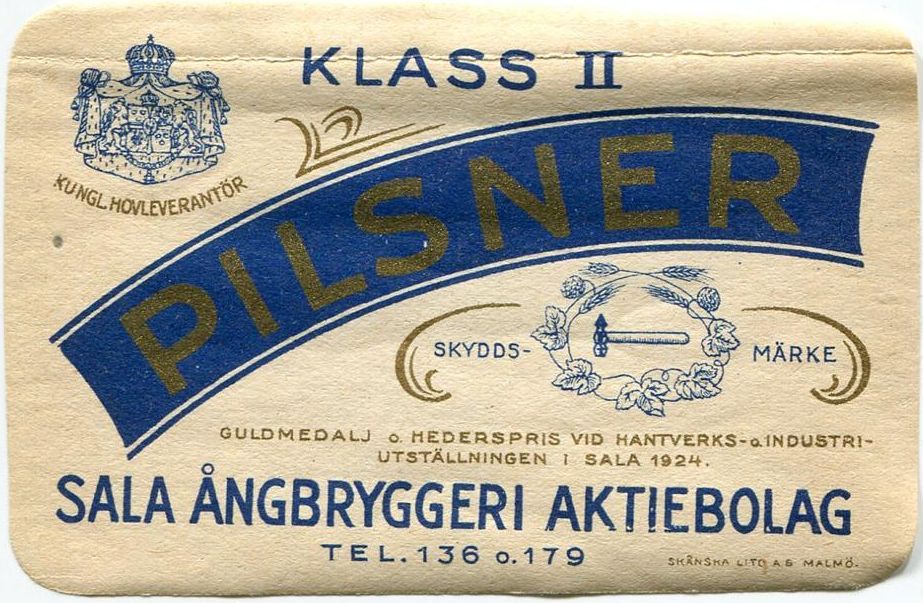 KLASS II
KUNGL. HOVLEVERANTÖR
PILSNER
SKYDDS-MÄRKE
GULDMEDALJ o. HEDERSPRIS VID HANTVERKS- o. INDUSTRI-
UTSTÄLLNINGEN I SALA 1924.
SALA ÅNGBRYGGERI AKTIEBOLAG
TEL. 136 o. 179
SKÅNSKA LITO A B MALMÖ.